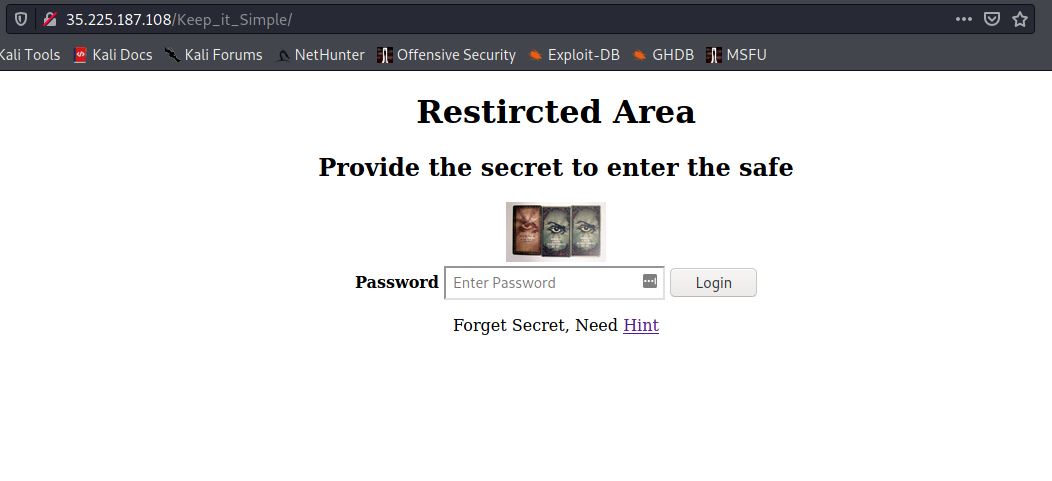 35.225.187.108/Keep_it_Simple/
Kali Tools Kali Docs Kali Forums NetHunter Offensive Security Exploit-DB GHDB MSFU
Restircted Area
Provide the secret to enter the safe
Password Enter Password Login
Forget Secret, Need Hint